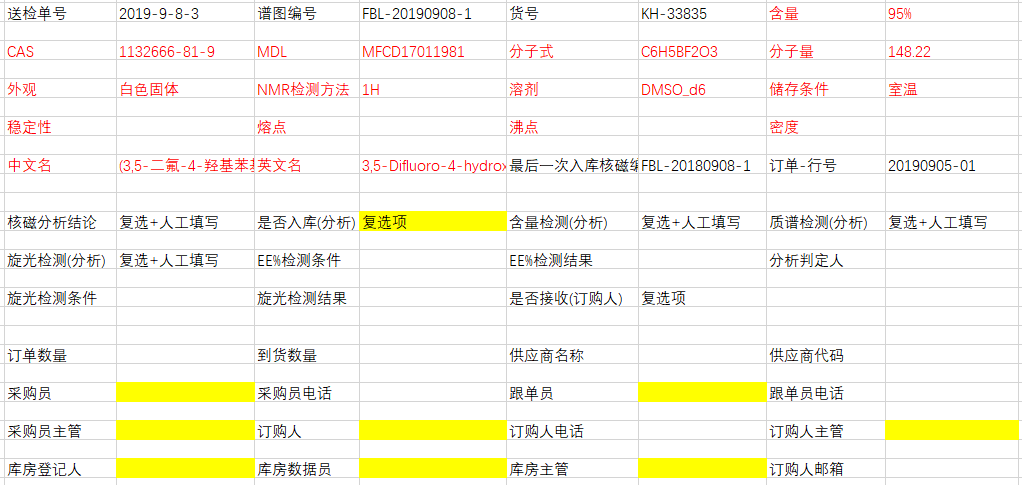 送检单号 2019-9-8-3 谱图编号 FBL-20190908-1 货号 KH-33835 含量 95%
CAS 1132666-81-9 MDL MFCD17011981 分子式 C6H5BF2O3 分子量 148.22
外观 白色固体 NMR检测方法 1H 溶剂 DMSO_d6 储存条件 室温
稳定性 熔点 沸点 密度
中文名 (3,5-二氟-4-羟基苯基 英文名 3,5-Difluoro-4-hydrox 最后一次入库核磁编 FBL-20180908-1 订单-行号 20190905-01
核磁分析结论 复选+人工填写 是否入库(分析) 复选项 含量检测(分析) 复选+人工填写 质谱检测(分析) 复选+人工填写
旋光检测(分析) 复选+人工填写 EE%检测条件 EE%检测结果 分析判定人
旋光检测条件 旋光检测结果 是否接收(订购人) 复选项
订单数量 到货数量 供应商名称 供应商代码
采购员 采购员电话 跟单员 跟单员电话
采购员主管 订购人 订购人电话 订购人主管
库房登记人 库房数据员 库房主管 订购人邮箱